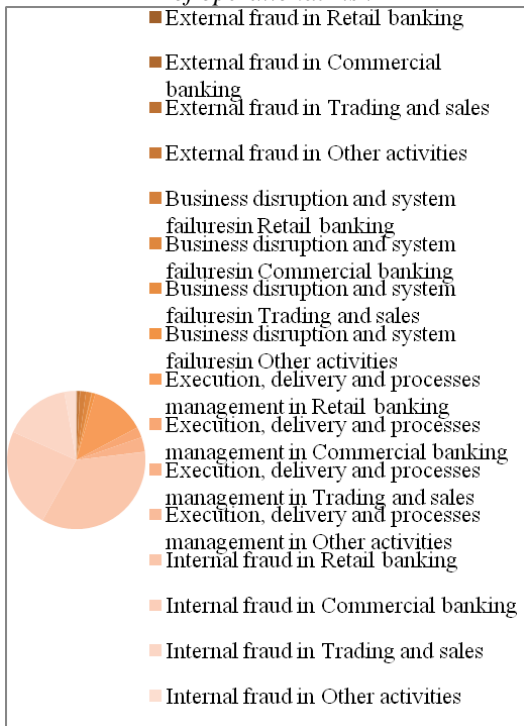 External fraud in Retail banking
External fraud in Commercial
banking
External fraud in Trading and sales
External fraud in Other activities
Business disruption and system
failuresin Retail banking
Business disruption and system
failuresin Commercial banking
Business disruption and system
failuresin Trading and sales
Business disruption and system
failuresin Other activities
Execution, delivery and processes
management in Retail banking
Execution, delivery and processes
management in Commercial banking
Execution, delivery and processes
management in Trading and sales
Execution, delivery and processes
management in Other activities
Internal fraud in Retail banking
Internal fraud in Commercial banking
Internal fraud in Trading and sales
Internal fraud in Other activities